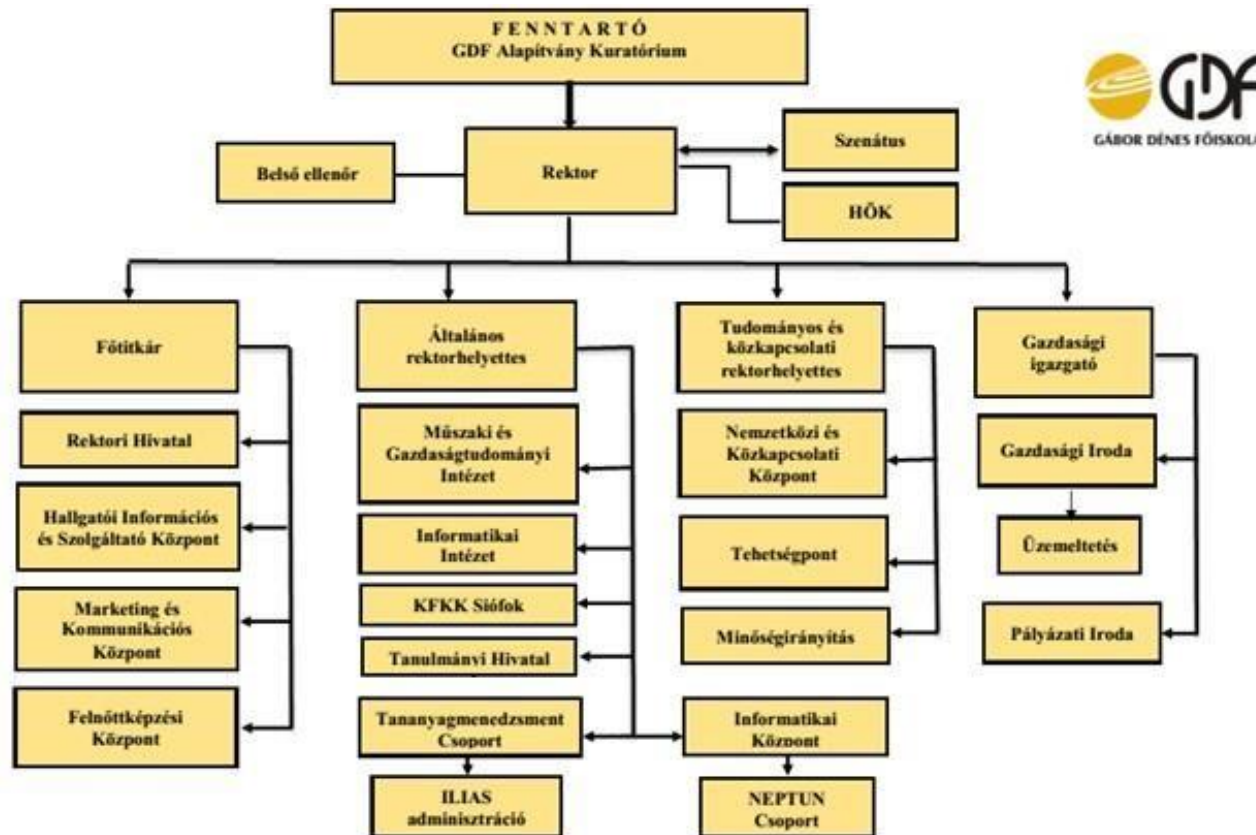 F E N N T A R T Ó
GDF Alapítvány Kuratórium
GDF
GÁBOR DÉNES FŐISKOLA
Belső ellenőr
Rektor
Szenátus
HÖK
Főtitkár
Rektori Hivatal
Hallgatói Információs
és Szolgáltató Központ
Marketing és
Kommunikációs
Központ
Felnőttképzési
Központ
Általános
rektorhelyettes
Műszaki és
Gazdaságtudományi
Intézet
Informatikai
Intézet
KFKK Siófok
Tanulmányi Hivatal
Tananyagmenedzsment
Csoport
ILIAS
adminisztráció
Informatikai
Központ
NEPTUN
Csoport
Tudományos és
közkapcsolati
rektorhelyettes
Nemzetközi és
Közkapcsolati
Központ
Tehetségpont
Minőségirányítás
Gazdasági
igazgató
Gazdasági Iroda
Üzemeltetés
Pályázati Iroda